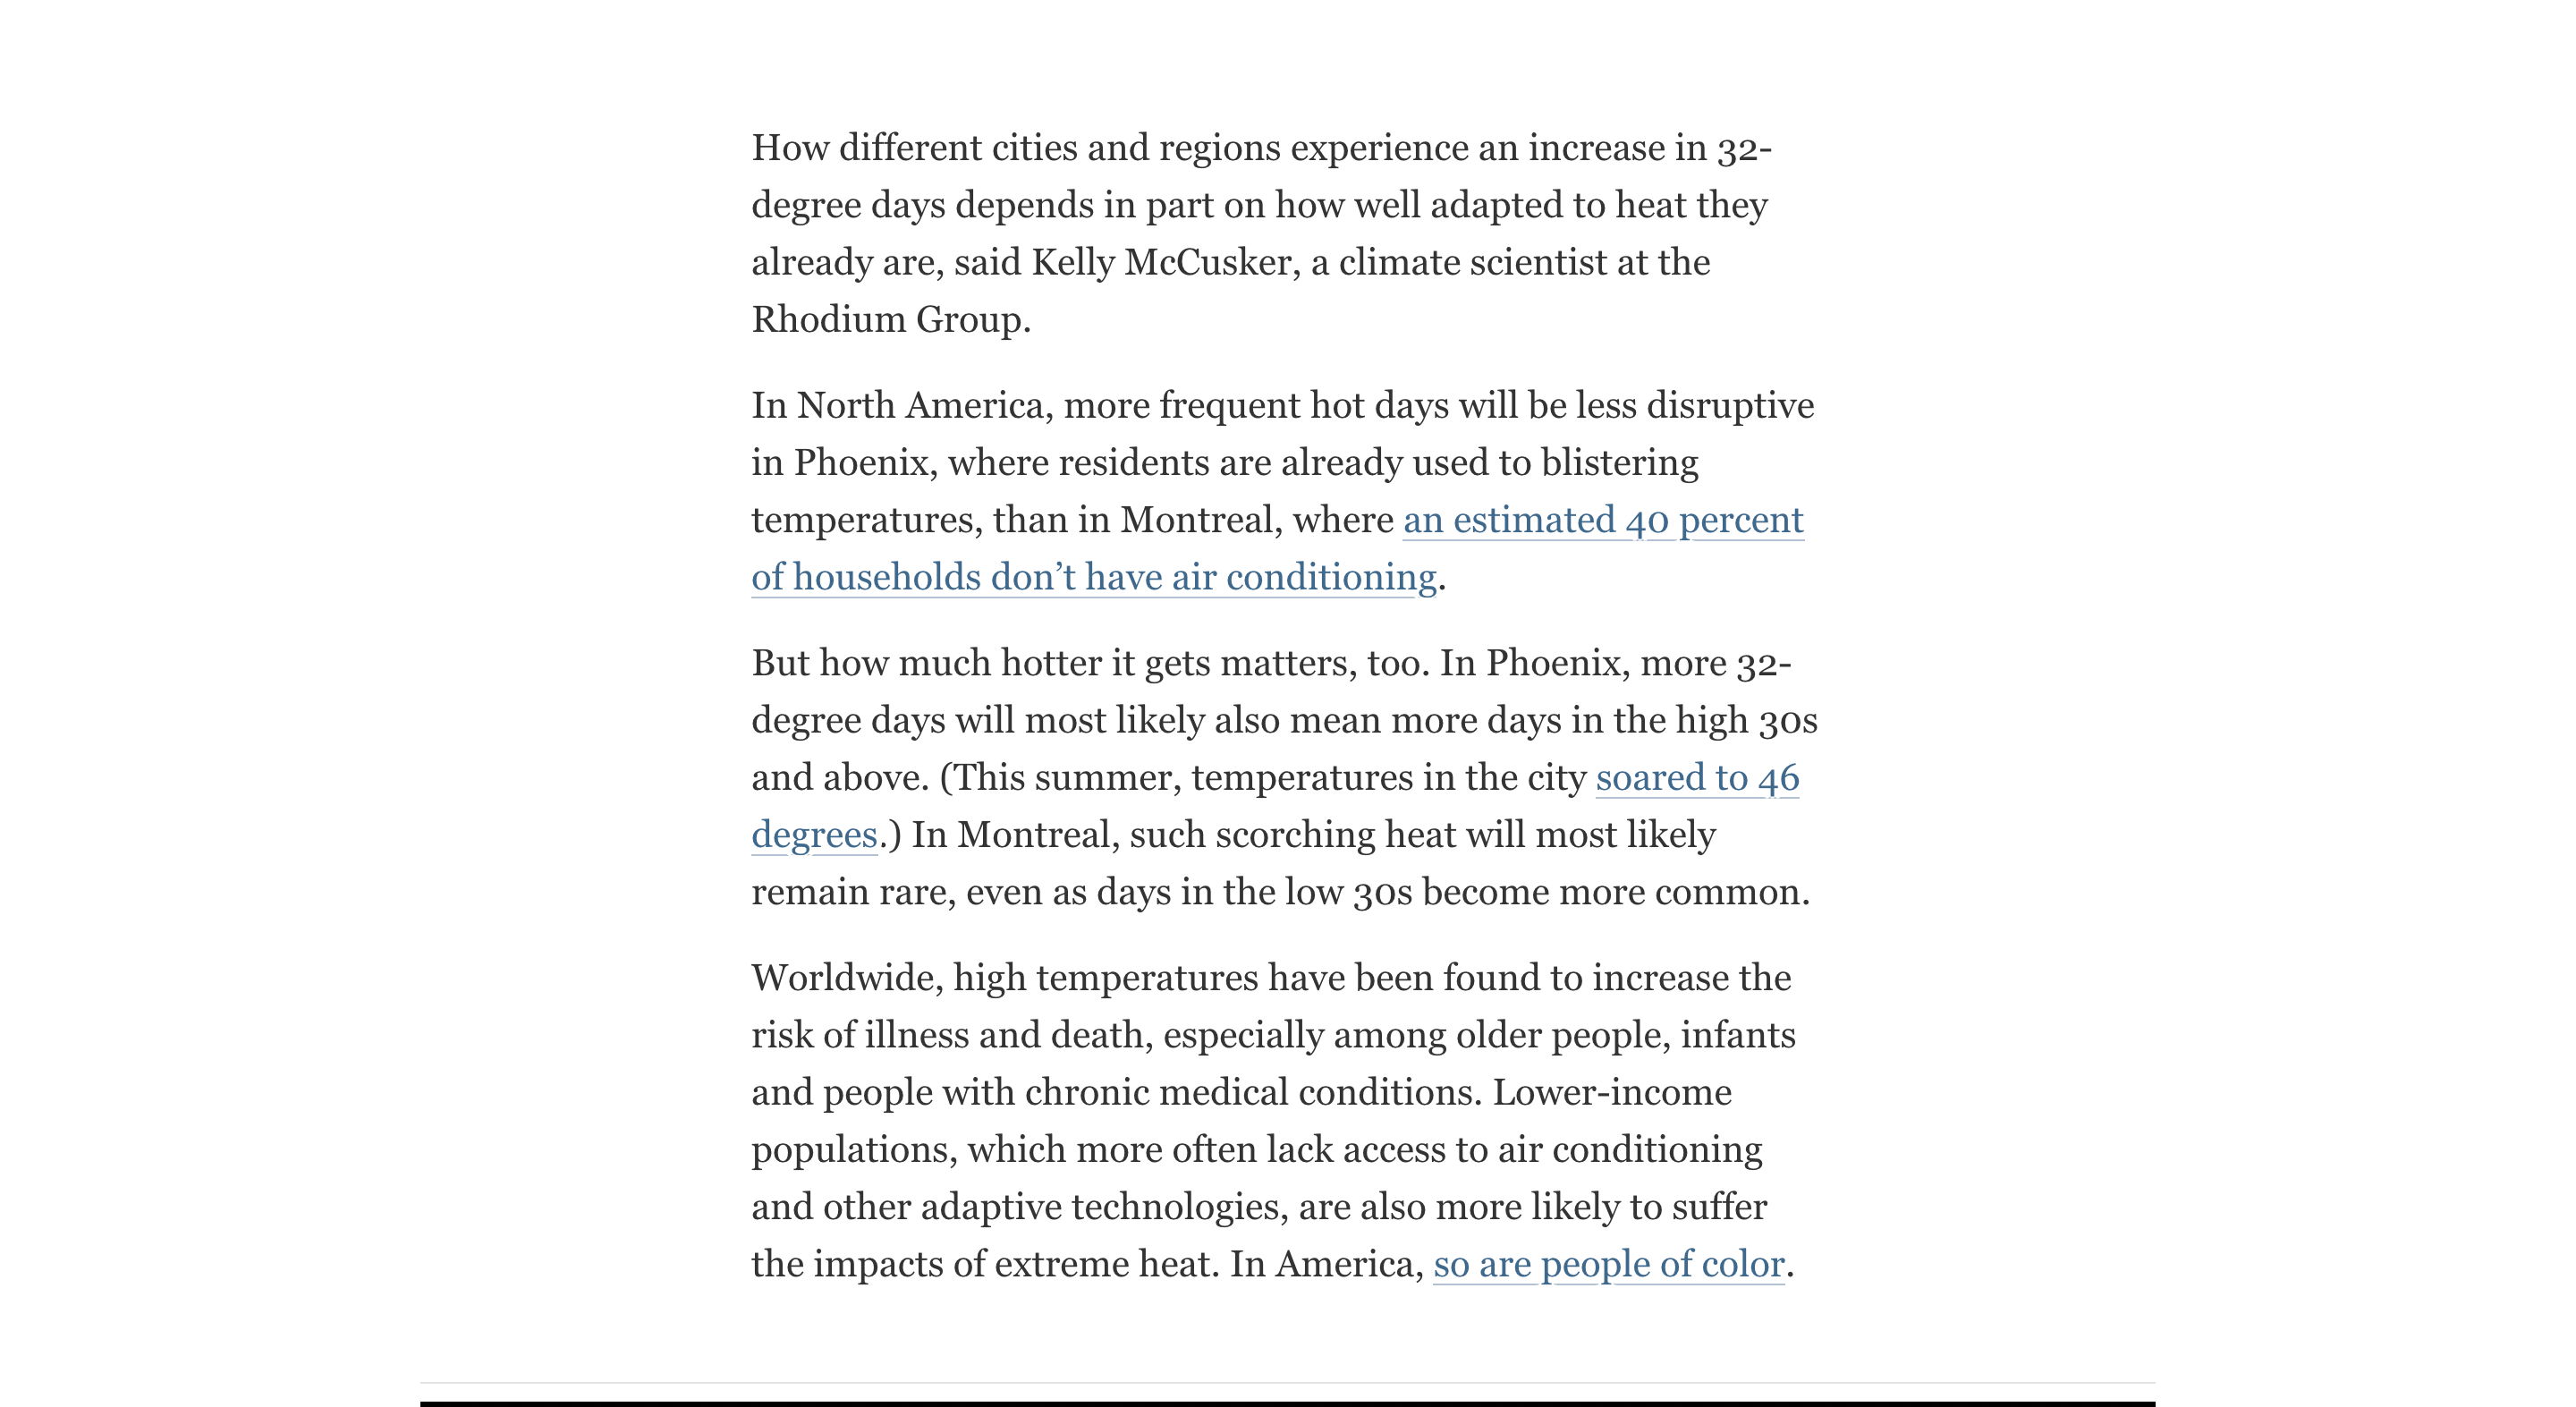 How different cities and regions experience an increase in 32-
degree days depends in part on how well adapted to heat they
already are, said Kelly McCusker, a climate scientist at the
Rhodium Group.
In North America, more frequent hot days will be less disruptive
in Phoenix, where residents are already used to blistering
temperatures, than in Montreal, where an estimated 40 percent
of households don’t have air conditioning.
But how much hotter it gets matters, too. In Phoenix, more 32-
degree days will most likely also mean more days in the high 30s
and above. (This summer, temperatures in the city soared to 46
degrees.) In Montreal, such scorching heat will most likely
remain rare, even as days in the low 30s become more common.
Worldwide, high temperatures have been found to increase the
risk of illness and death, especially among older people, infants
and people with chronic medical conditions. Lower-income
populations, which more often lack access to air conditioning
and other adaptive technologies, are also more likely to suffer
the impacts of extreme heat. In America, so are people of color.